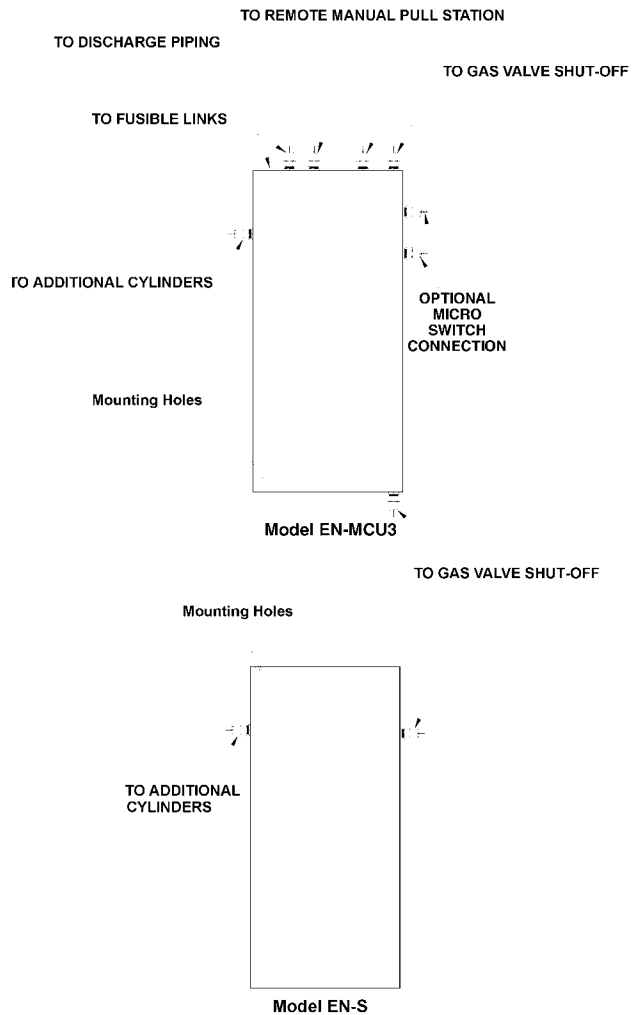 TO REMOTE MANUAL PULL STATION
TO DISCHARGE PIPING
TO GAS VALVE SHUT-OFF
TO FUSIBLE LINKS
TO ADDITIONAL CYLINDERS
OPTIONAL
MICRO
SWITCH
CONNECTION
Mounting Holes
Model EN-MCU3
TO GAS VALVE SHUT-OFF
Mounting Holes
TO ADDITIONAL
CYLINDERS
Model EN-S